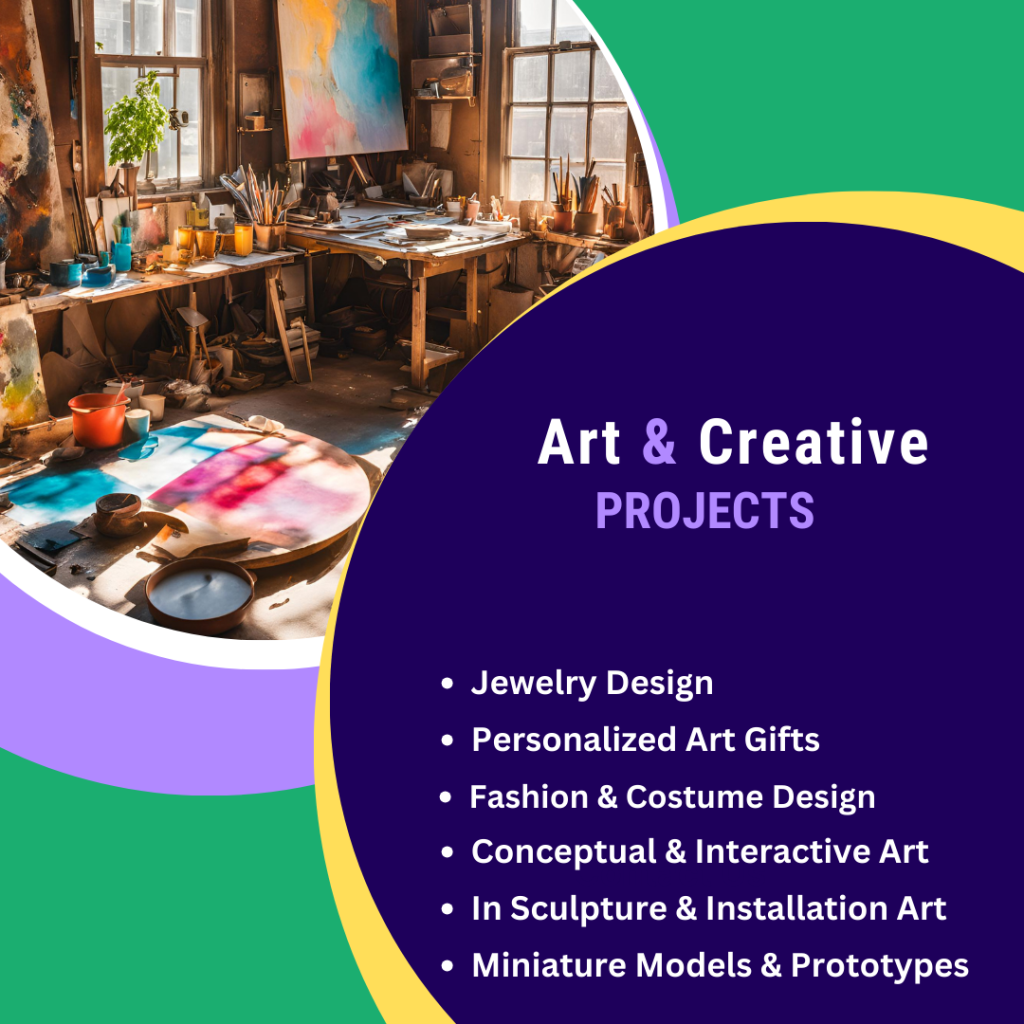 Art & Creative
PROJECTS
• Jewelry Design
• Personalized Art Gifts
• Fashion & Costume Design
• Conceptual & Interactive Art
• In Sculpture & Installation Art
• Miniature Models & Prototypes